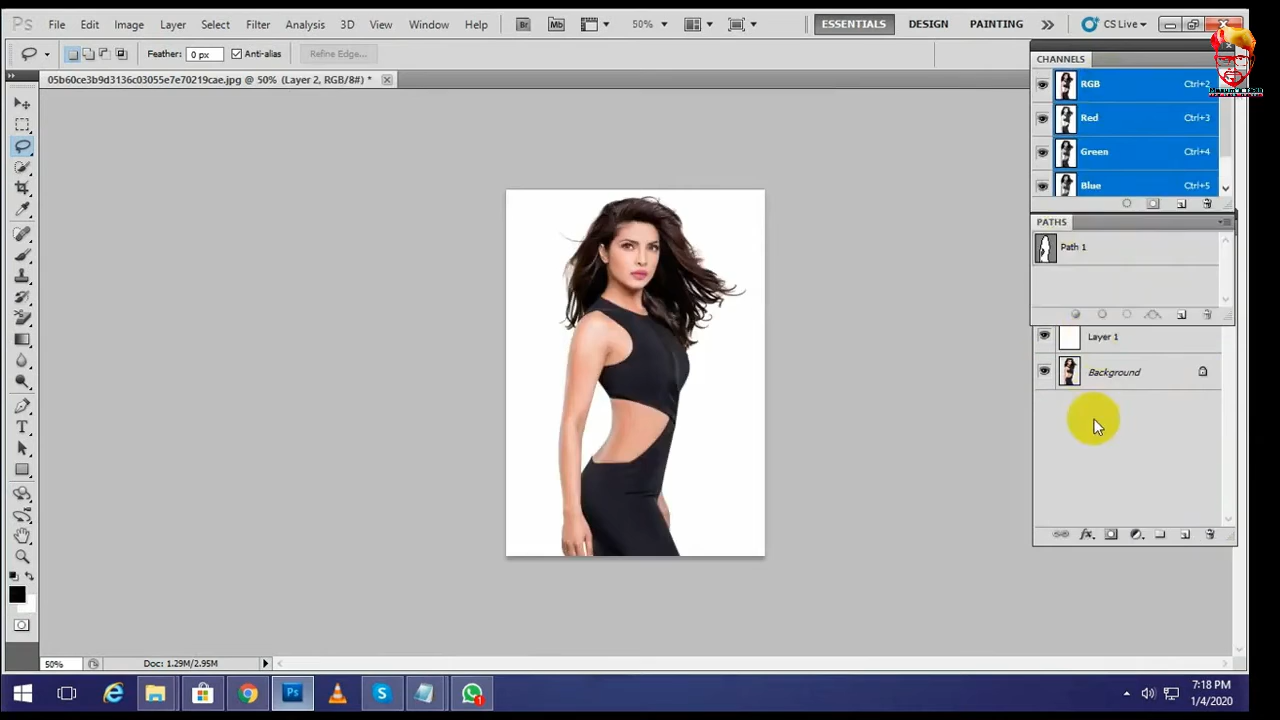 Ps File Edit Image Layer Select Filter Analysis 3D View Window Help Br Mb 50% ESSENTIALS DESIGN PAINTING CS Live
Feather: 0 px Anti-alias Refine Edge...
05b60ce3b9d3136c03055e7e70219cae.jpg @ 50% (Layer 2, RGB/8#) *
CHANNELS
RGB Ctrl+2
Red Ctrl+3
Green Ctrl+4
Blue Ctrl+5
PATHS
Path 1
Layer 1
Background
50% Doc: 1.29M/2.95M
7:18 PM
1/4/2020